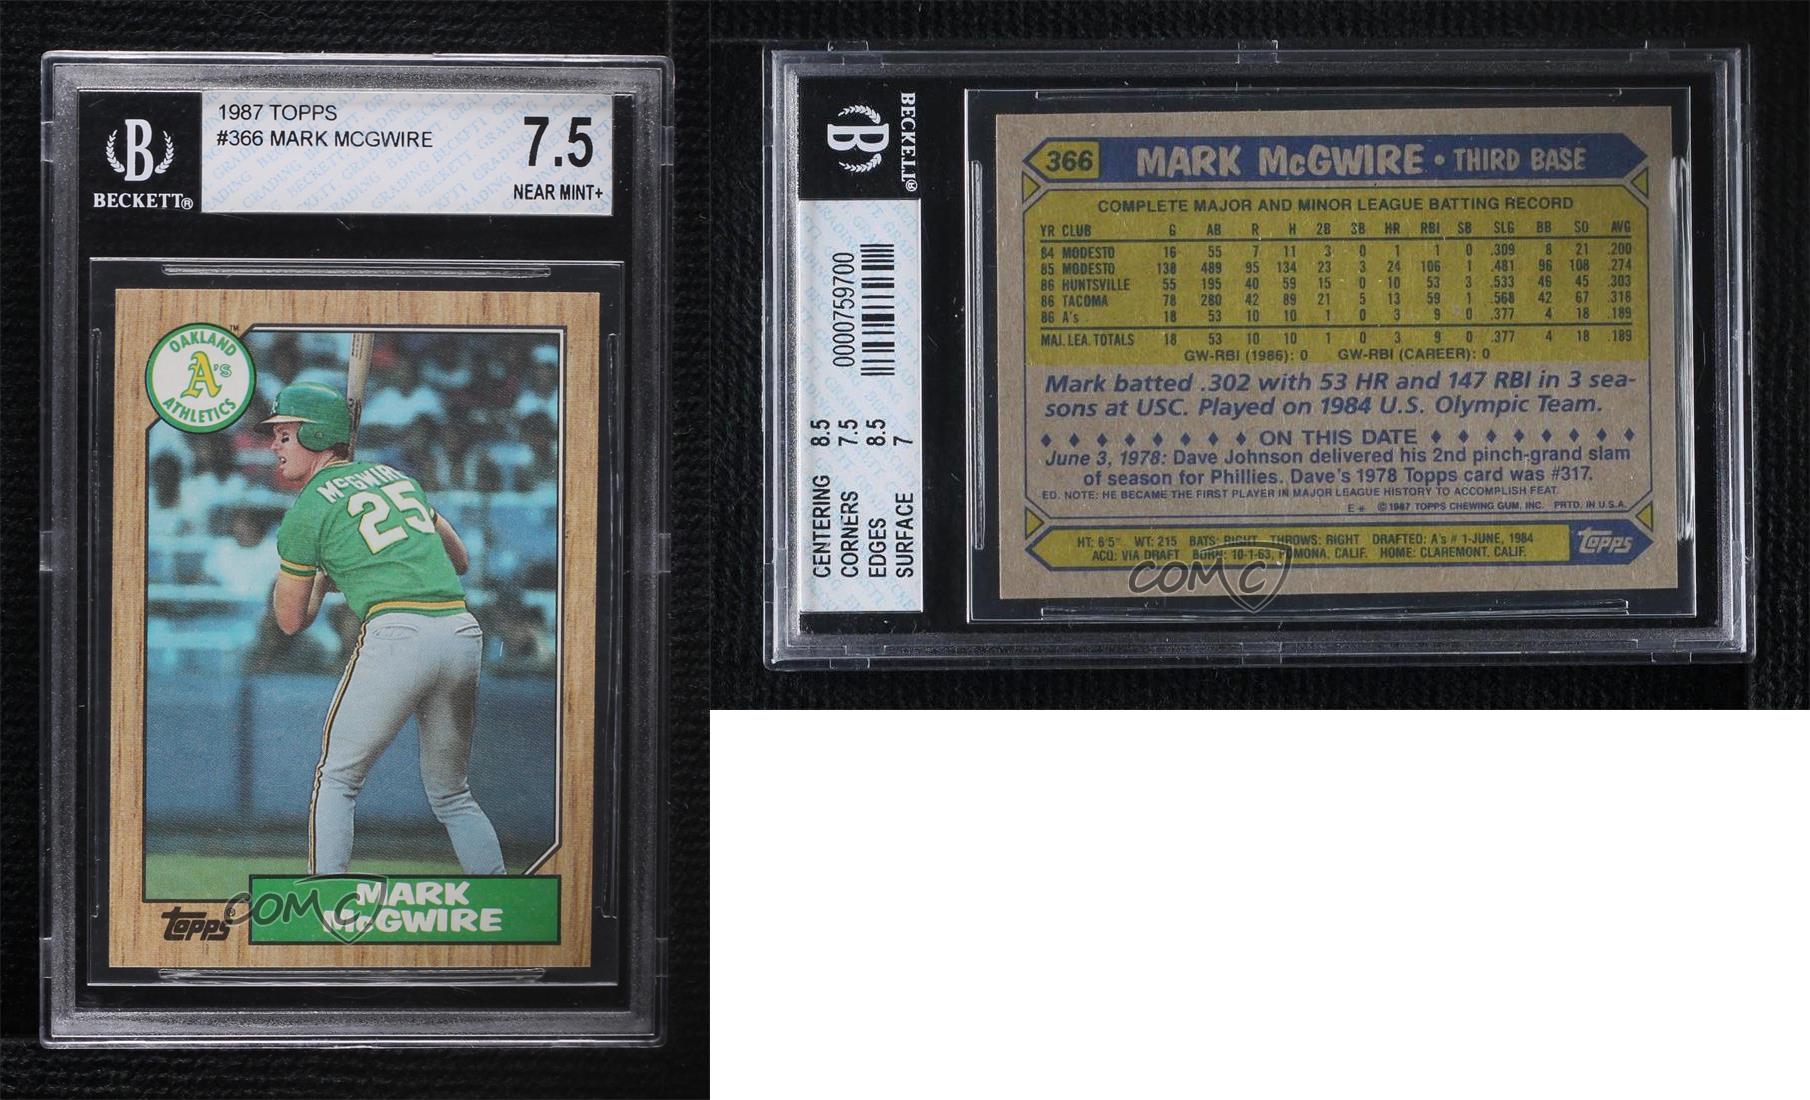 1987 TOPPS
#366 MARK MCGWIRE
7.5
NEAR MINT+
B
BECKETT®
OAKLAND
A's
ATHLETICS
™
McGWIRE
25
MARK
McGWIRE
Topps®
COMC
B
BECKETT®
0000759700
CENTERING 8.5
CORNERS 7.5
EDGES 8.5
SURFACE 7
366 MARK McGWIRE • THIRD BASE
COMPLETE MAJOR AND MINOR LEAGUE BATTING RECORD
YR CLUB G AB R H 2B 3B HR RBI SB SLG BB SO AVG
84 MODESTO 16 55 7 11 3 0 1 1 0 .309 8 21 .200
85 MODESTO 138 489 95 134 23 3 24 106 1 .481 96 108 .274
86 HUNTSVILLE 55 195 40 59 15 0 10 53 3 .533 46 45 .303
86 TACOMA 78 280 42 89 21 5 13 59 1 .568 42 67 .318
86 A's 18 53 10 10 1 0 3 9 0 .377 4 18 .189
MAJ. LEA. TOTALS 18 53 10 10 1 0 3 9 0 .377 4 18 .189
GW-RBI (1986): 0 GW-RBI (CAREER): 0
Mark batted .302 with 53 HR and 147 RBI in 3 sea-
sons at USC. Played on 1984 U.S. Olympic Team.
ON THIS DATE
June 3, 1978: Dave Johnson delivered his 2nd pinch-grand slam
of season for Phillies. Dave's 1978 Topps card was #317.
ED. NOTE: HE BECAME THE FIRST PLAYER IN MAJOR LEAGUE HISTORY TO ACCOMPLISH FEAT.
E* ©1987 TOPPS CHEWING GUM, INC. PRTD. IN U.S.A.
HT: 6'5" WT: 215 BATS: RIGHT THROWS: RIGHT DRAFTED: A's #1-JUNE, 1984
ACQ: VIA DRAFT BORN: 10-1-63, POMONA, CALIF. HOME: CLAREMONT, CALIF.
Topps
COMC